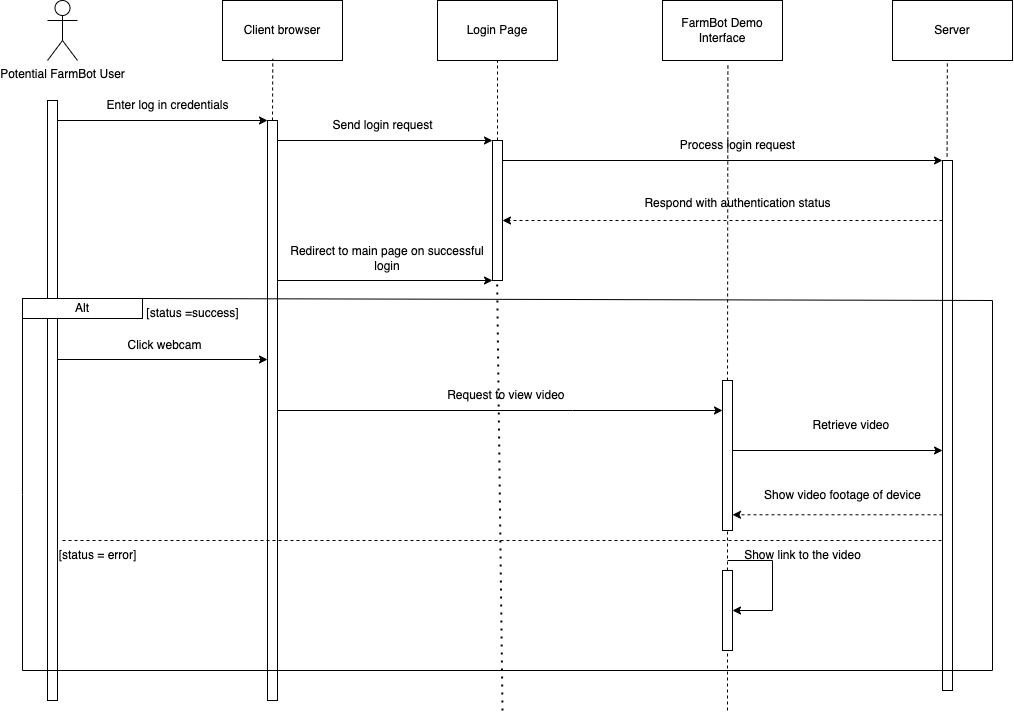 Potential FarmBot User
Client browser
Login Page
FarmBot Demo
Interface
Server
Enter log in credentials
Send login request
Process login request
Respond with authentication status
Redirect to main page on successful
login
Alt
[status =success]
Click webcam
Request to view video
Retrieve video
Show video footage of device
[status = error]
Show link to the video